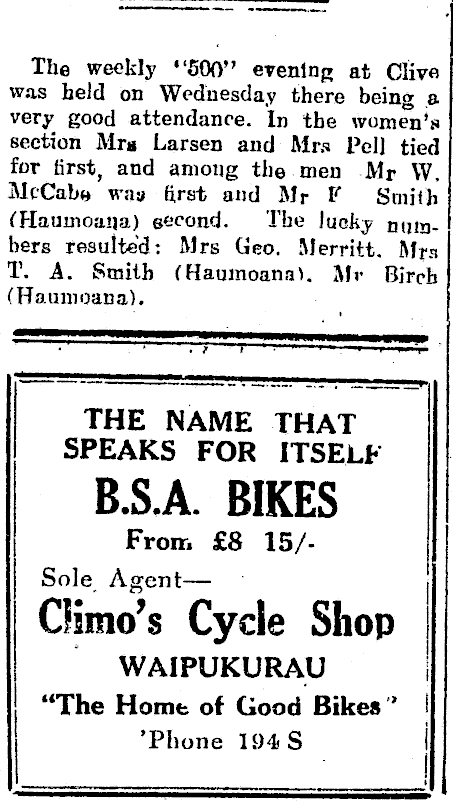 The weekly "500" evening at Clive
was held on Wednesday there being a
very good attendance. In the women's
section Mrs Larsen and Mrs Pell tied
for first, and among the men Mr W.
McCabe was first and Mr F Smith
(Haumoana) second. The lucky num-
bers resulted: Mrs Geo. Merritt. Mrs
T. A. Smith (Haumoana). Mr Birch
(Haumoana).
THE NAME THAT
SPEAKS FOR ITSELF
B.S.A. BIKES
From £8 15/-
Sole Agent—
Climo's Cycle Shop
WAIPUKURAU
"The Home of Good Bikes"
'Phone 194 S